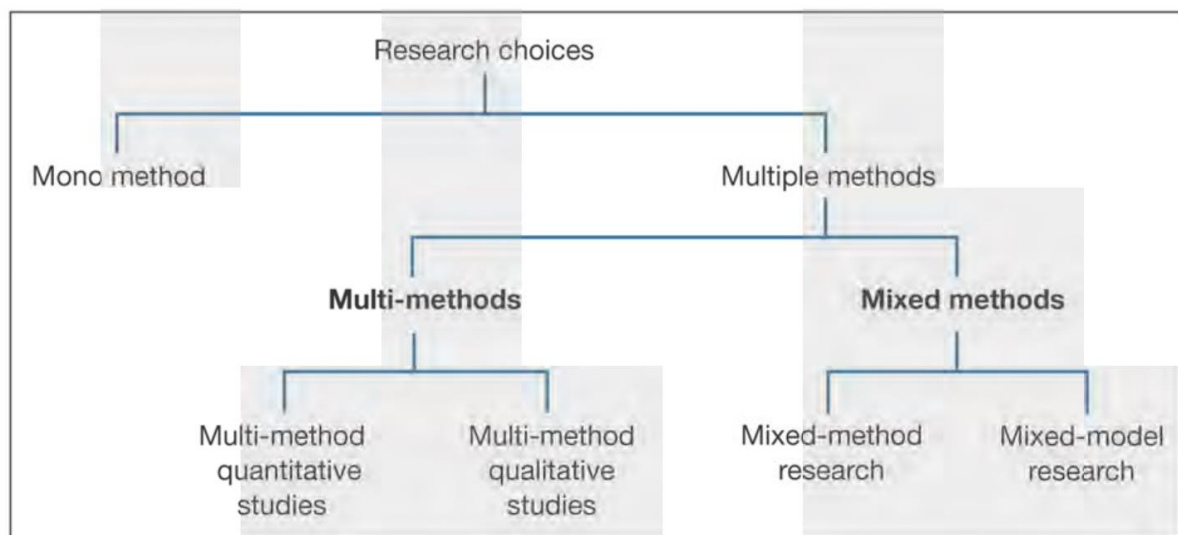 Research choices
Mono method
Multiple methods
Multi-methods
Mixed methods
Multi-method
quantitative
studies
Multi-method
qualitative
studies
Mixed-method
research
Mixed-model
research